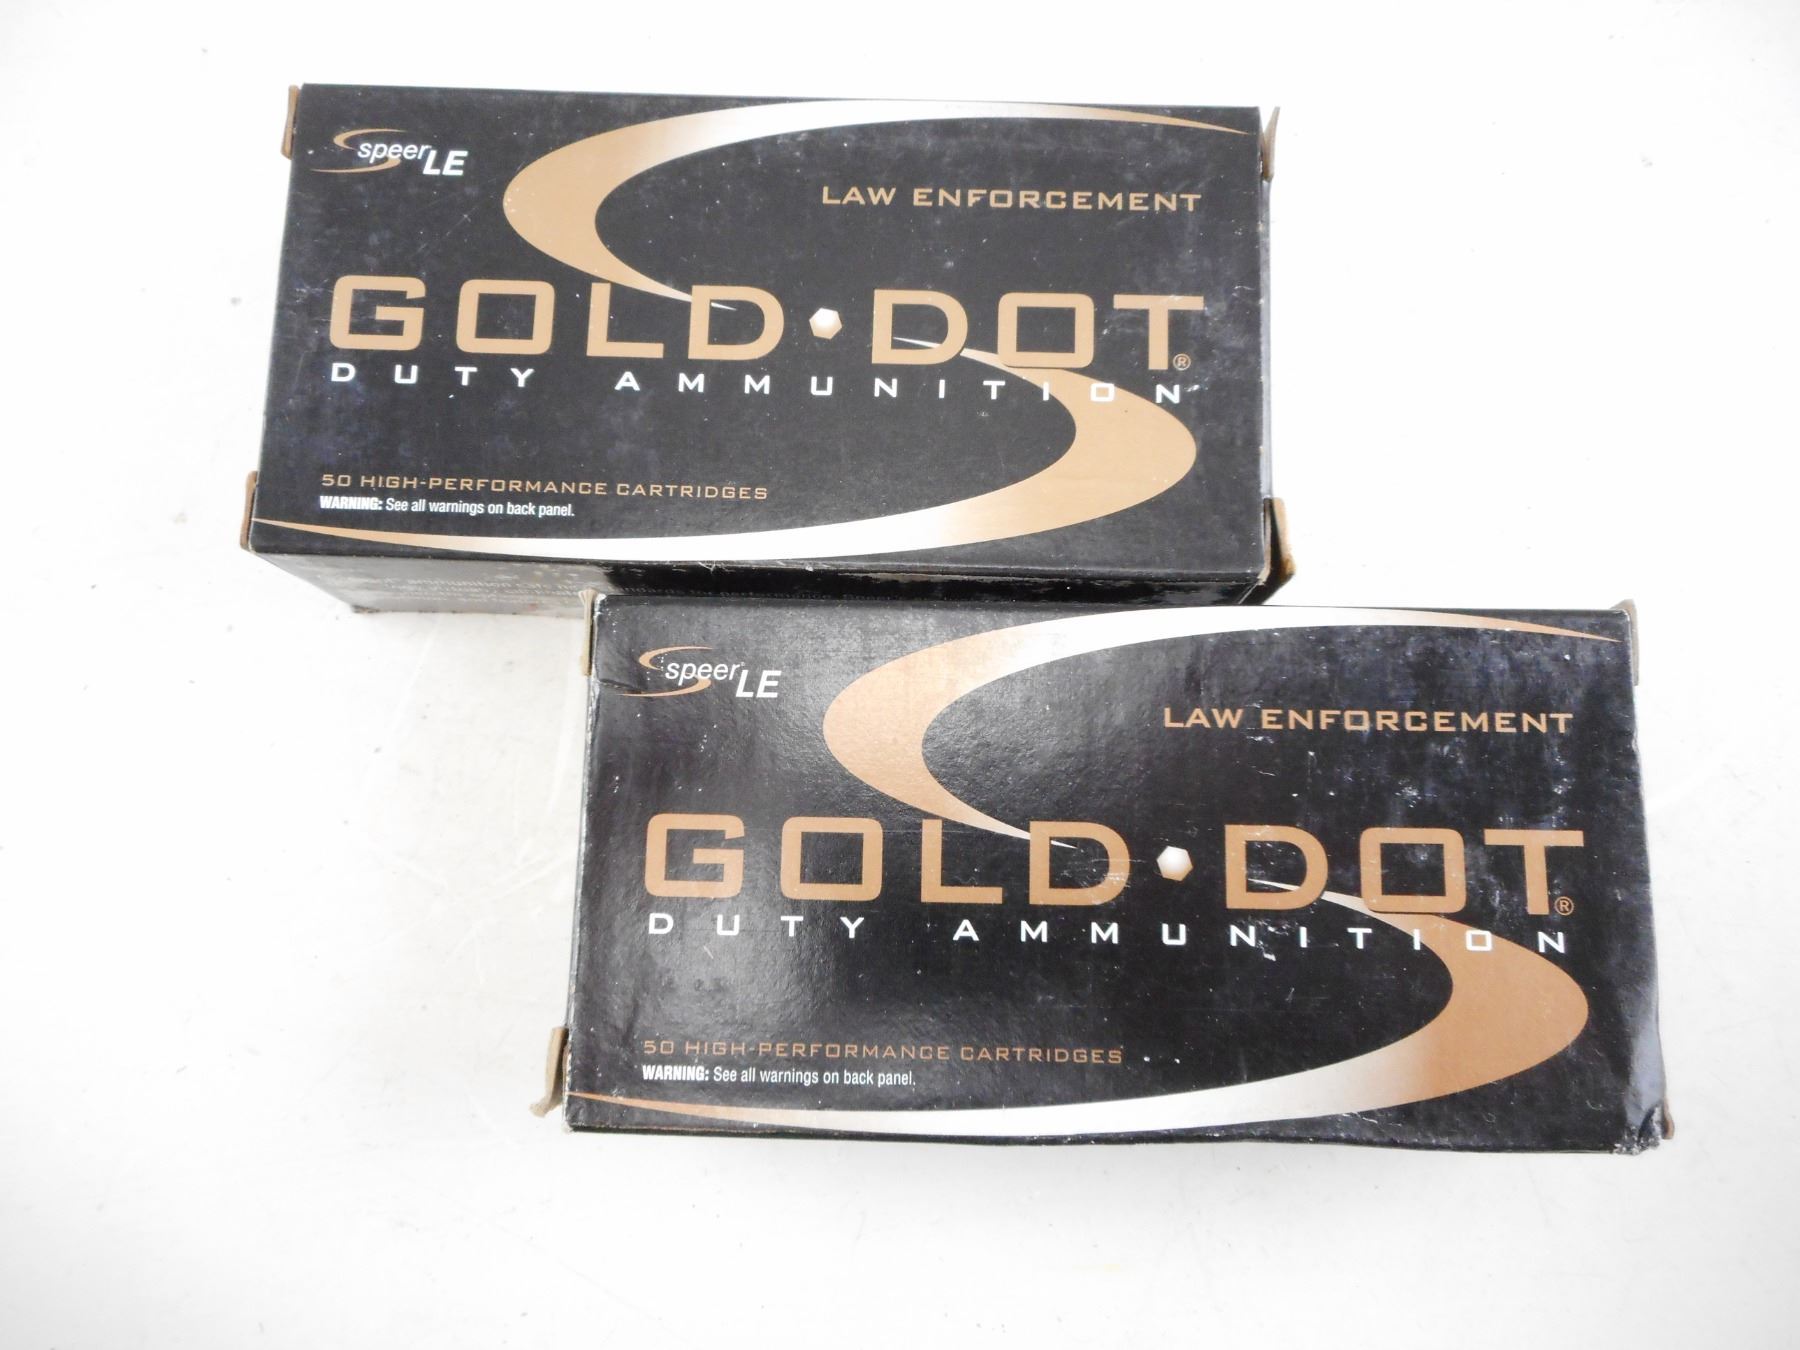 speer LE
LAW ENFORCEMENT
GOLD DOT®
DUTY AMMUNITION
50 HIGH-PERFORMANCE CARTRIDGES
WARNING: See all warnings on back panel.
ammunition
speer LE
LAW ENFORCEMENT
GOLD DOT®
DUTY AMMUNITION
50 HIGH-PERFORMANCE CARTRIDGES
WARNING: See all warnings on back panel.